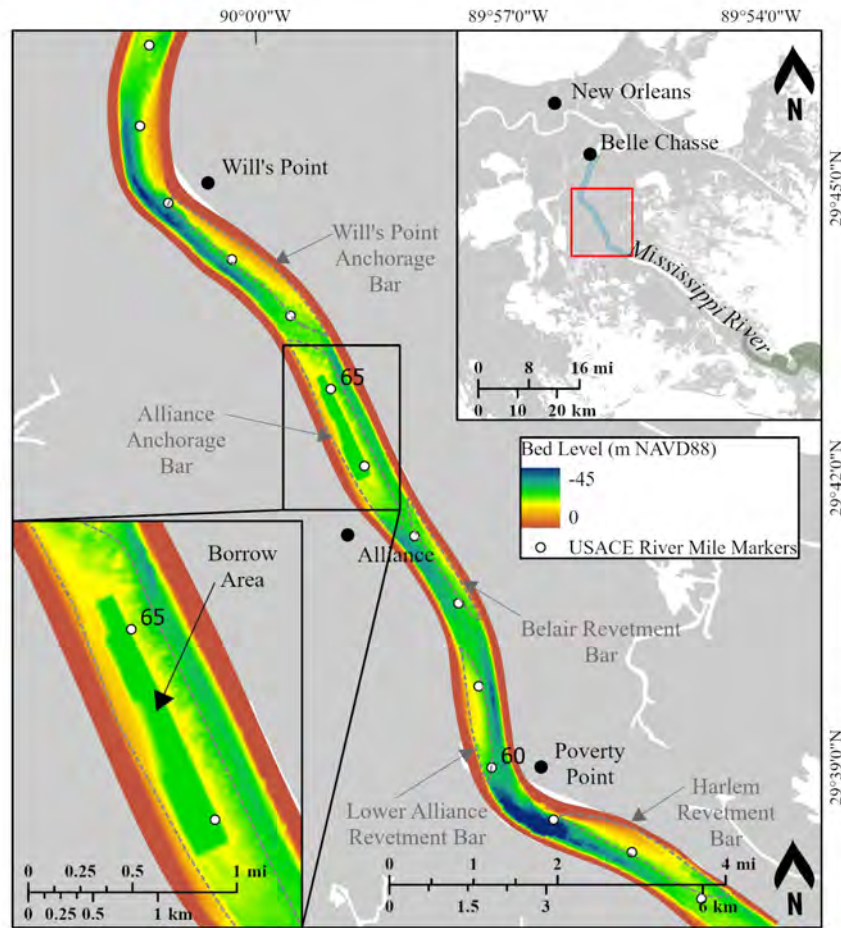 90°0'0"W
89°57'0"W
89°54'0"W
N
New Orleans
Belle Chasse
Mississippi River
0 8 16 mi
0 10 20 km
29°45'0"N
29°42'0"N
29°39'0"N
Will's Point
Will's Point
Anchorage
Bar
65
Alliance
Anchorage
Bar
Bed Level (m NAVD88)
-45
0
USACE River Mile Markers
Alliance
Belair Revetment
Bar
60
Poverty
Point
Lower Alliance
Revetment Bar
Harlem
Revetment
Bar
Borrow
Area
65
0 0.25 0.5 1 mi
0 0.25 0.5 1 km
0 1 2 4 mi
0 1.5 3 6 km
N